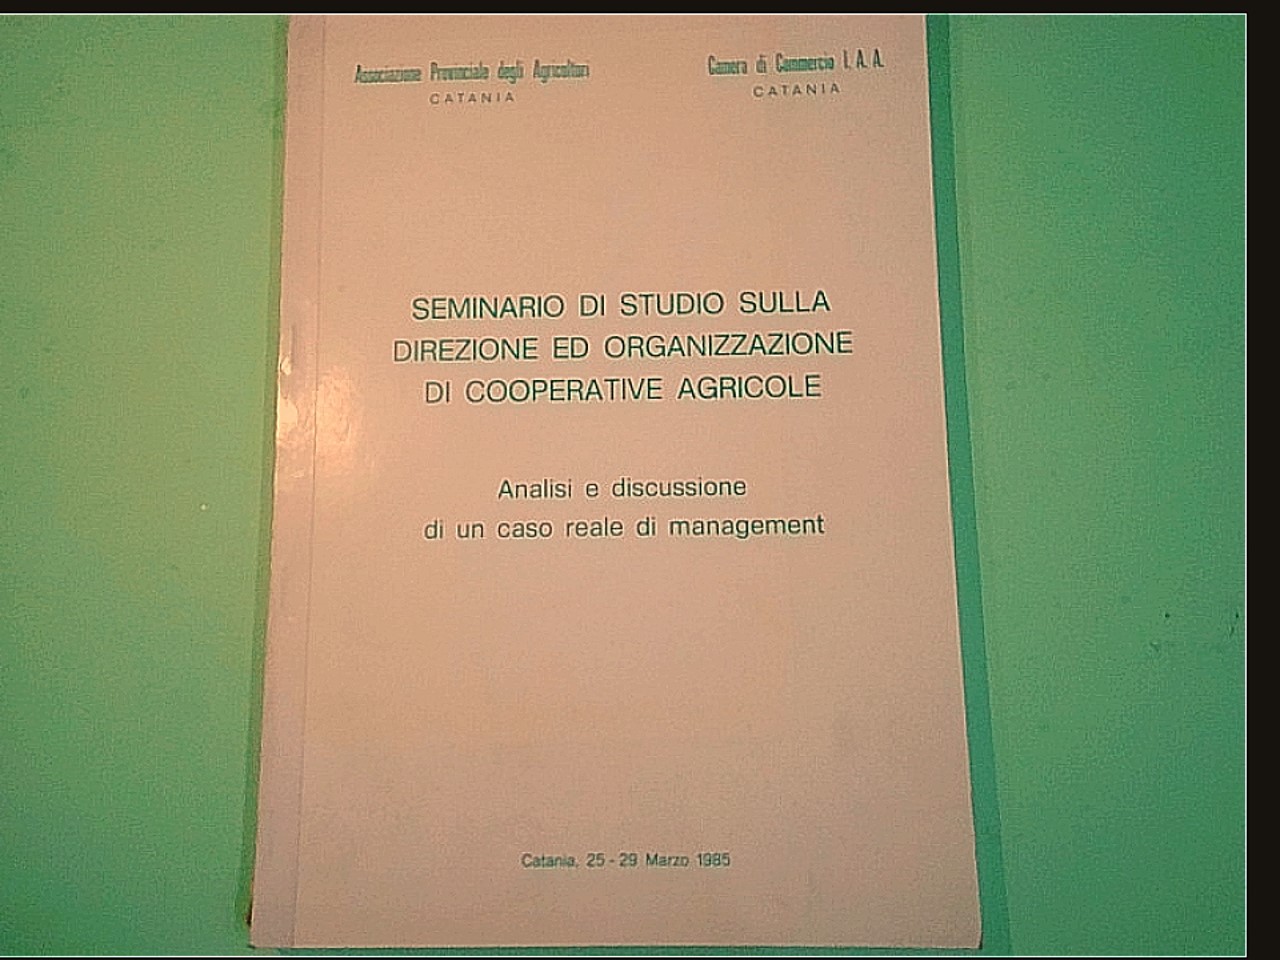 Associazione Provinciale degli Agricoltori
CATANIA
Camera di Commercio I. A. A.
CATANIA
SEMINARIO DI STUDIO SULLA
DIREZIONE ED ORGANIZZAZIONE
DI COOPERATIVE AGRICOLE
Analisi e discussione
di un caso reale di management
Catania, 25 - 29 Marzo 1985